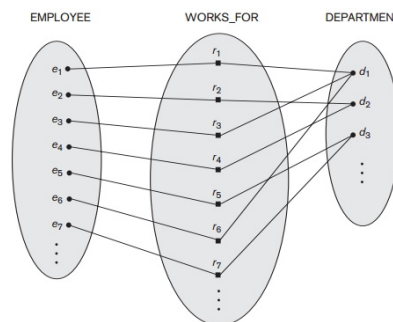 EMPLOYEE WORKS_FOR DEPARTMENT
e1
e2
e3
e4
e5
e6
e7
r1
r2
r3
r4
r5
r6
r7
d1
d2
d3